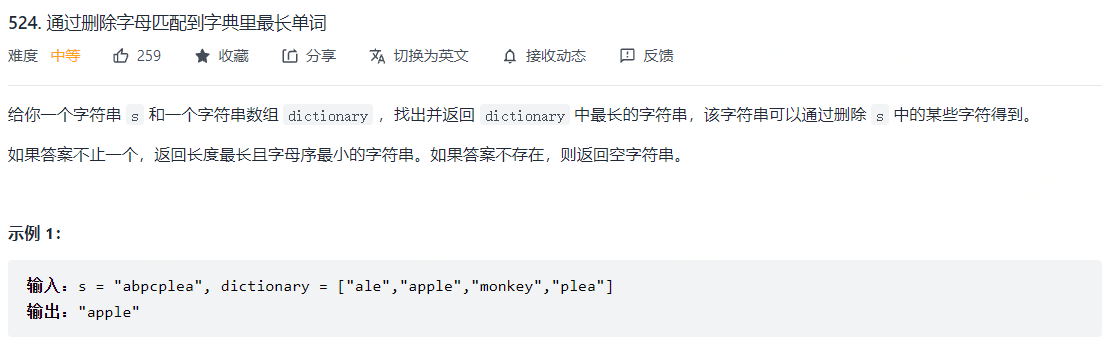 524. 通过删除字母匹配到字典里最长单词
难度 中等 259 收藏 分享 切换为英文 接收动态 反馈
给你一个字符串 s 和一个字符串数组 dictionary ，找出并返回 dictionary 中最长的字符串，该字符串可以通过删除 s 中的某些字符得到。
如果答案不止一个，返回长度最长且字母序最小的字符串。如果答案不存在，则返回空字符串。
示例 1：
输入：s = "abpcplea", dictionary = ["ale","apple","monkey","plea"]
输出："apple"